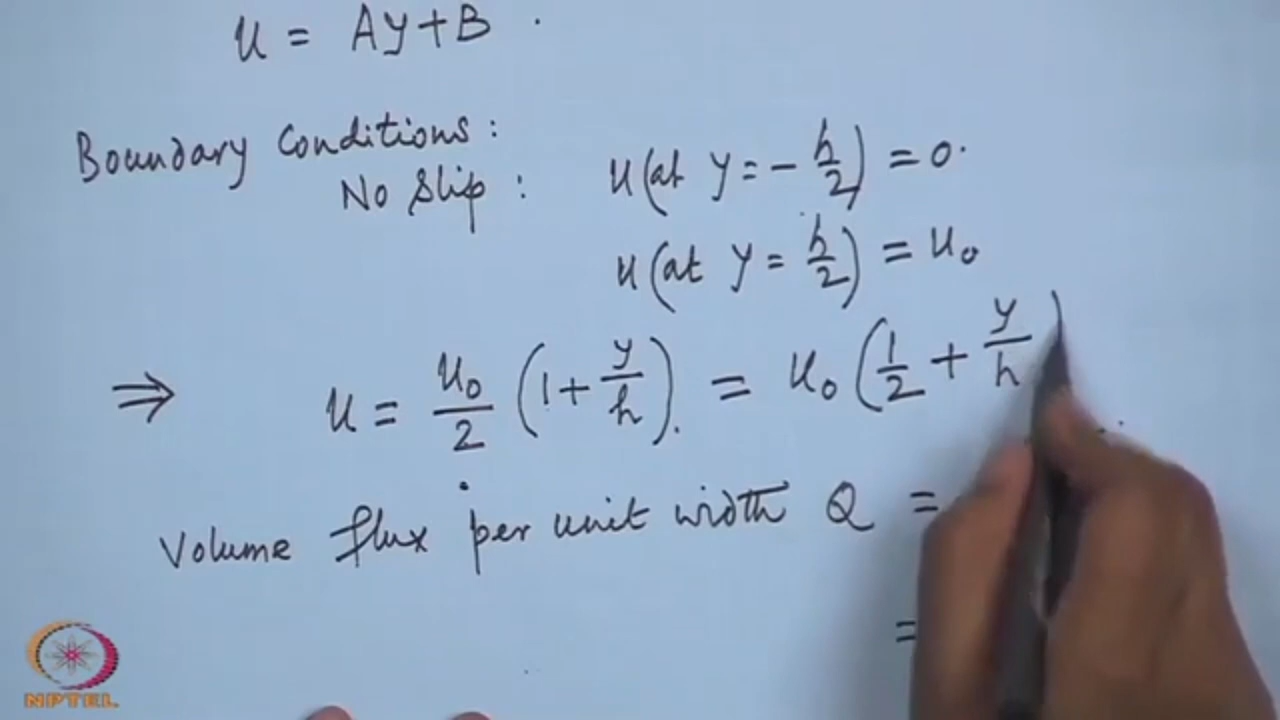 u = Ay+B .
Boundary Conditions :
No Slip : u(at y = - h/2) = 0.
u(at y = h/2) = u₀
⇒ u = u₀/2 (1 + y/h). = u₀ (1/2 + y/h)
Volume flux per unit width Q =
=
NPTEL